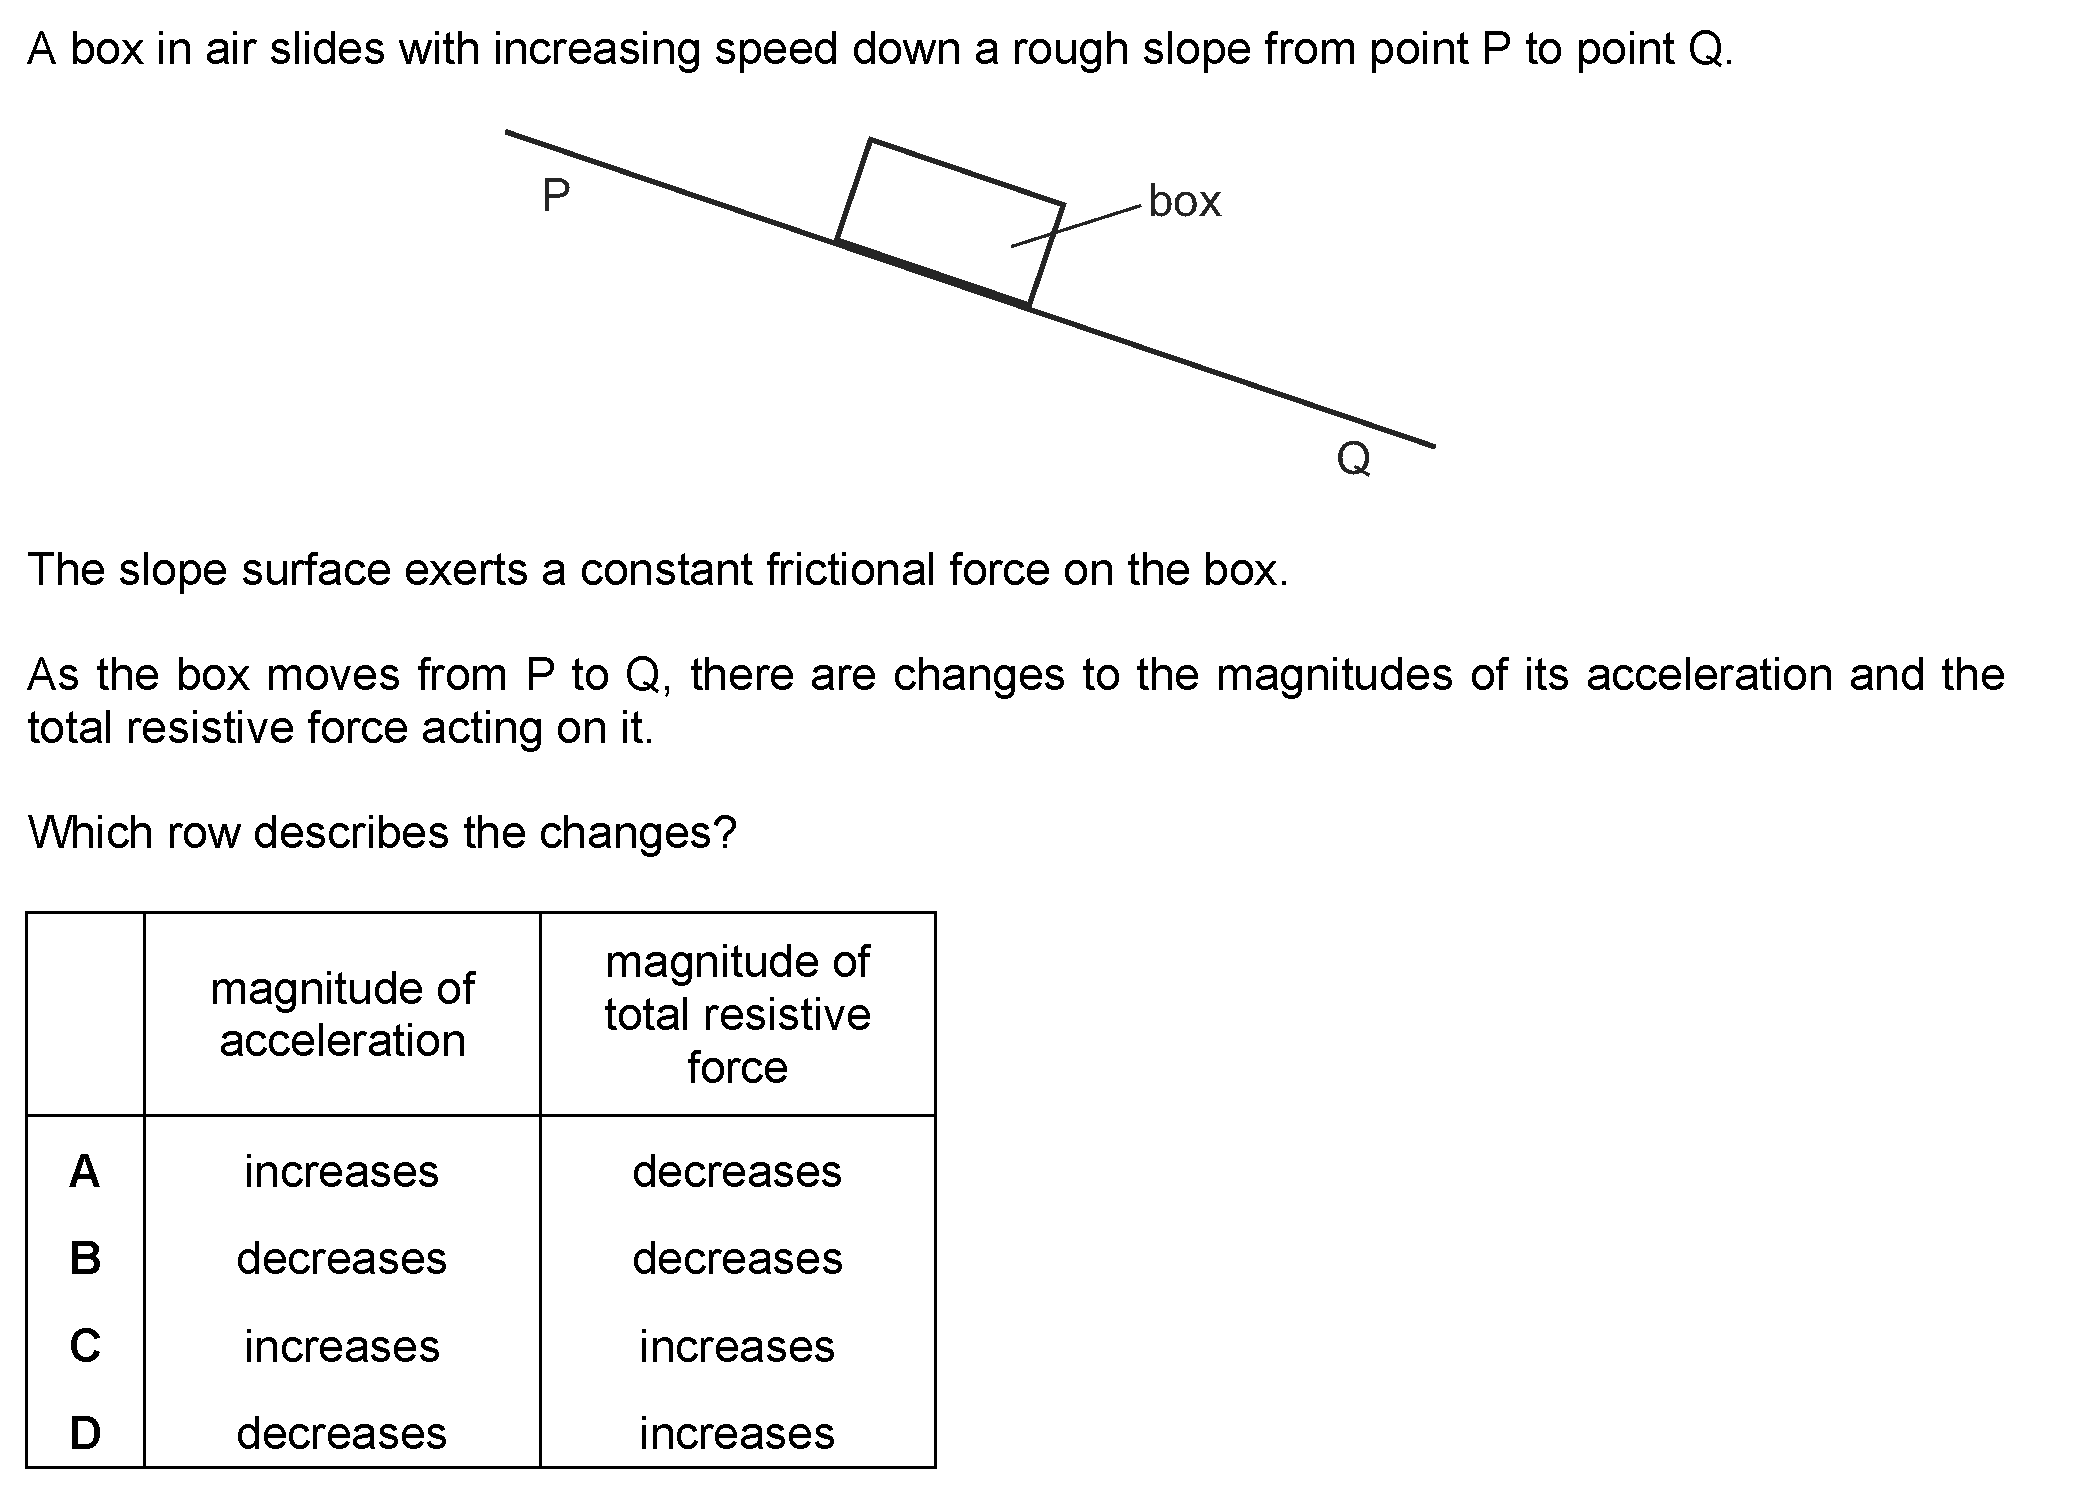 A box in air slides with increasing speed down a rough slope from point P to point Q.
P
box
Q
The slope surface exerts a constant frictional force on the box.
As the box moves from P to Q, there are changes to the magnitudes of its acceleration and the
total resistive force acting on it.
Which row describes the changes?
magnitude of
acceleration
magnitude of
total resistive
force
A increases decreases
B decreases decreases
C increases increases
D decreases increases